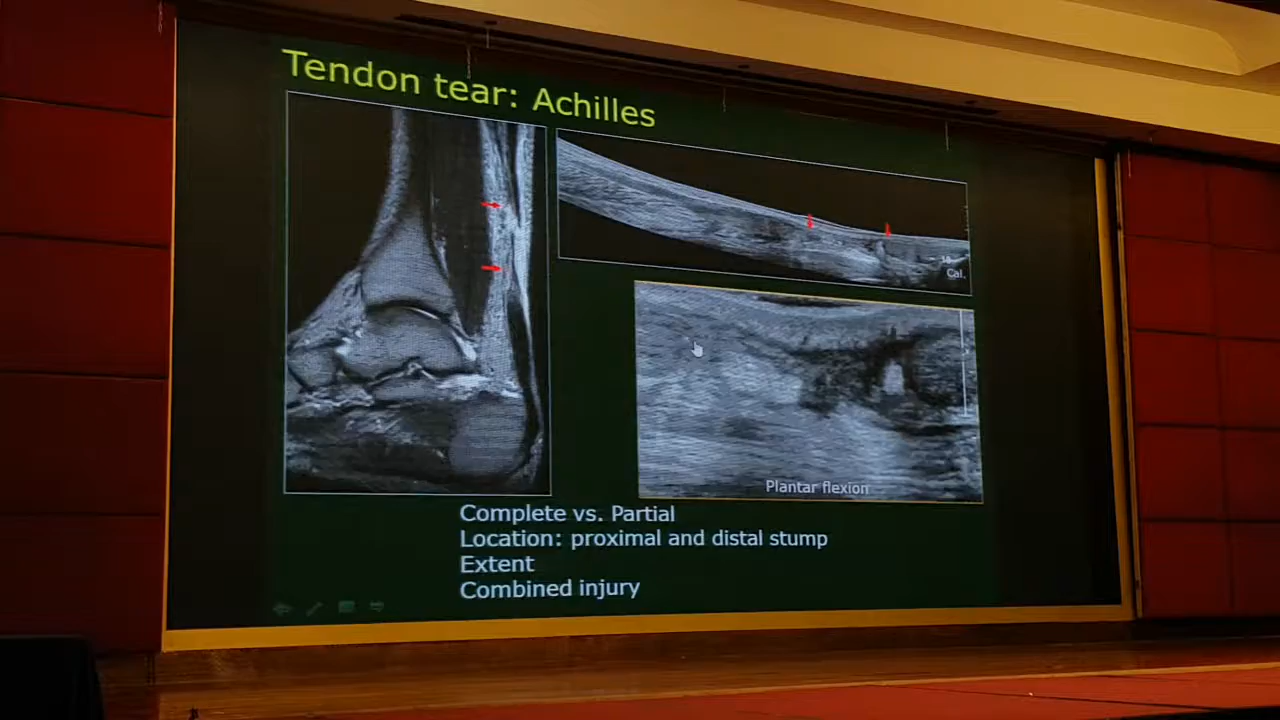 Tendon tear: Achilles
Cal.
Plantar flexion
Complete vs. Partial
Location: proximal and distal stump
Extent
Combined injury